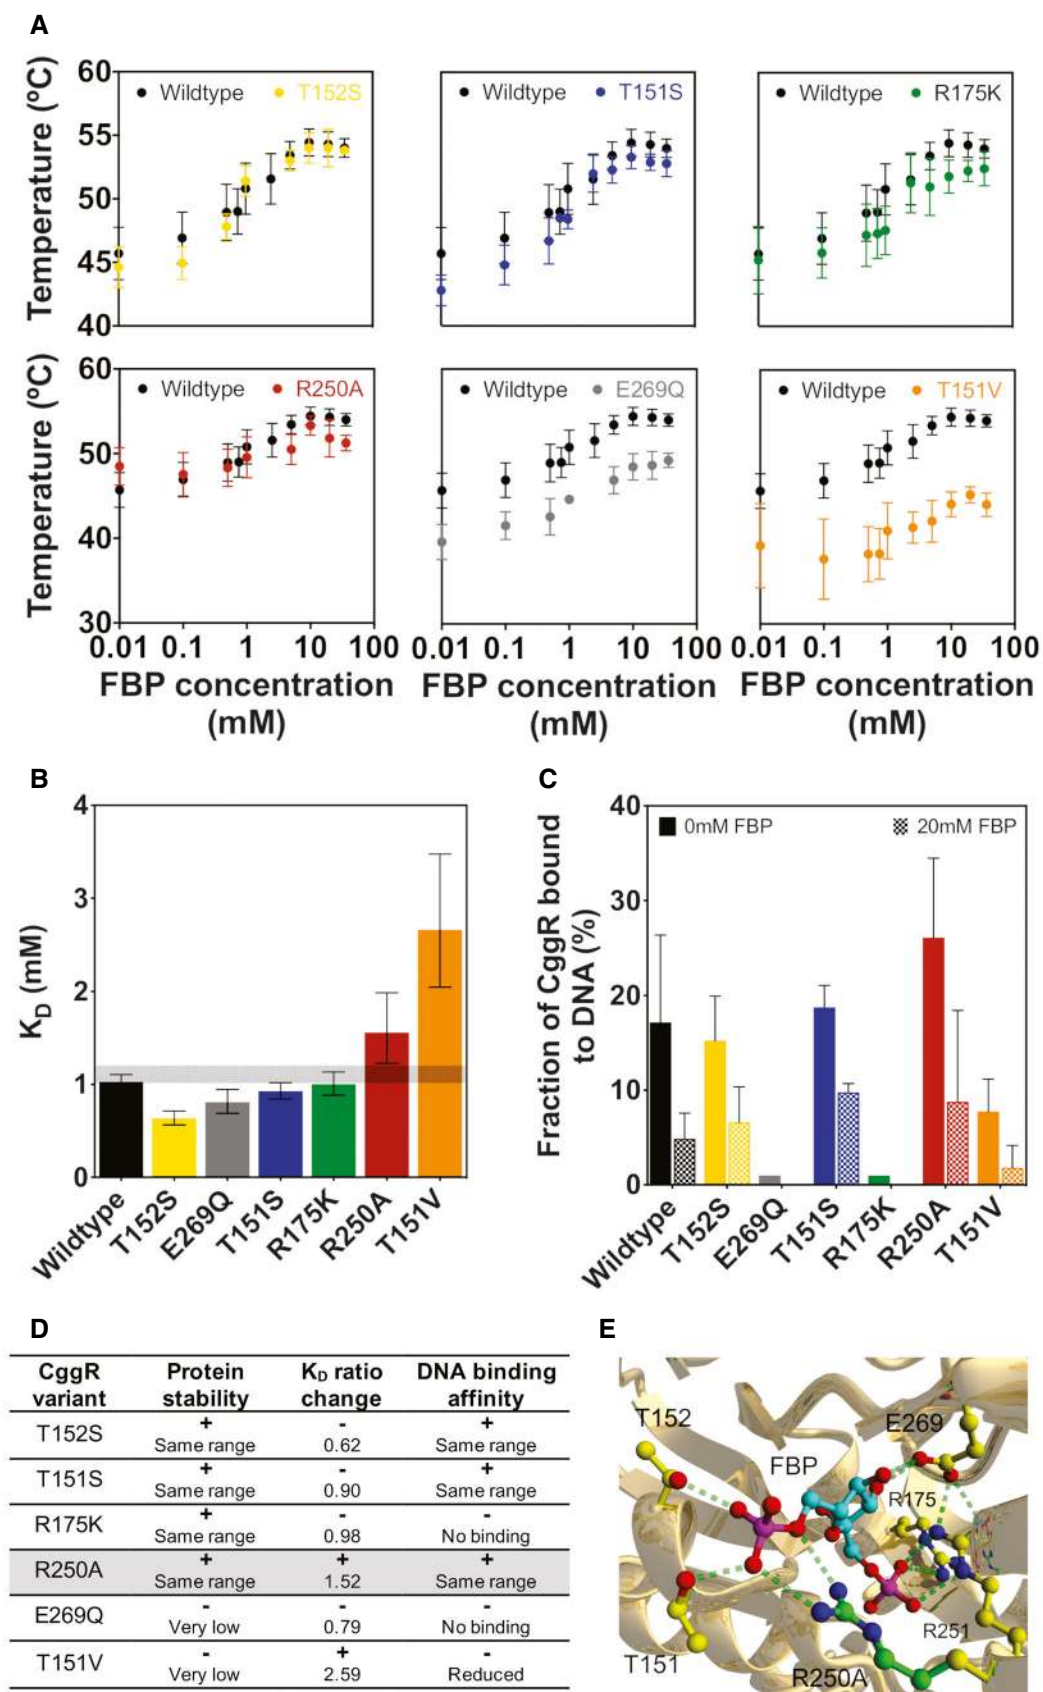 A
Temperature (ºC)
60
55
50
45
40
Wildtype T152S
Wildtype T151S
Wildtype R175K
Temperature (ºC)
60
50
40
30
Wildtype R250A
Wildtype E269Q
Wildtype T151V
0.01 0.1 1 10 100
0.01 0.1 1 10 100
0.01 0.1 1 10 100
FBP concentration
(mM)
FBP concentration
(mM)
FBP concentration
(mM)
B
K_D (mM)
4
3
2
1
0
Wildtype
T152S
E269Q
T151S
R175K
R250A
T151V
C
Fraction of CggR bound
to DNA (%)
40
30
20
10
0
0mM FBP 20mM FBP
Wildtype
T152S
E269Q
T151S
R175K
R250A
T151V
D
CggR variant Protein stability K_D ratio change DNA binding affinity
T152S + Same range - 0.62 + Same range
T151S + Same range - 0.90 + Same range
R175K + Same range - 0.98 - No binding
R250A + Same range + 1.52 + Same range
E269Q - Very low - 0.79 - No binding
T151V - Very low + 2.59 - Reduced
E
T152
E269
FBP
R175
R251
T151
R250A